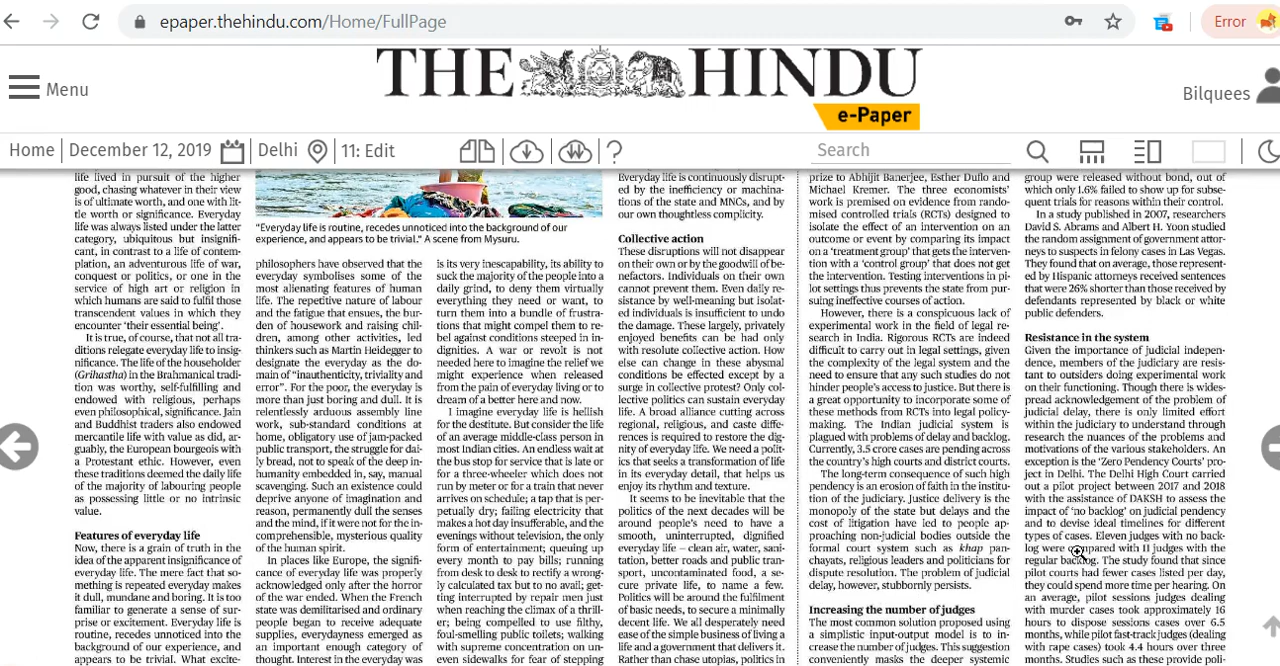 epaper.thehindu.com/Home/FullPage
Error
Menu
THE HINDU
e-Paper
Bilquees
Home
December 12, 2019
Delhi
11: Edit
?
Search
life lived in pursuit of the higher
good, chasing whatever in their view
is of ultimate worth, and one with lit-
tle worth or significance. Everyday
life was always listed under the latter
category, ubiquitous but insignifi-
cant, in contrast to a life of contem-
plation, an adventurous life of war,
conquest or politics, or one in the
service of high art or religion in
which humans are said to fulfil those
transcendent values in which they
encounter ‘their essential being’.
It is true, of course, that not all tra-
ditions relegate everyday life to insig-
nificance. The life of the householder
(Grihastha) in the Brahmanical tradi-
tion was worthy, self-fulfilling and
endowed with religious, perhaps
even philosophical, significance. Jain
and Buddhist traders also endowed
mercantile life with value as did, ar-
guably, the European bourgeois with
a Protestant ethic. However, even
these traditions deemed the daily life
of the majority of labouring people
as possessing little or no intrinsic
value.
Features of everyday life
Now, there is a grain of truth in the
idea of the apparent insignificance of
everyday life. The mere fact that so-
mething is repeated everyday makes
it dull, mundane and boring. It is too
familiar to generate a sense of sur-
prise or excitement. Everyday life is
routine, recedes unnoticed into the
background of our experience, and
appears to be trivial. What excite-
“Everyday life is routine, recedes unnoticed into the background of our
experience, and appears to be trivial.” A scene from Mysuru.
philosophers have observed that the
everyday symbolises some of the
most alienating features of human
life. The repetitive nature of labour
and the fatigue that ensues, the bur-
den of housework and raising chil-
dren, among other activities, led
thinkers such as Martin Heidegger to
designate the everyday as the do-
main of “inauthenticity, triviality and
error”. For the poor, the everyday is
more than just boring and dull. It is
relentlessly arduous assembly line
work, sub-standard conditions at
home, obligatory use of jam-packed
public transport, the struggle for dai-
ly bread, not to speak of the deep in-
humanity embedded in, say, manual
scavenging. Such an existence could
deprive anyone of imagination and
reason, permanently dull the senses
and the mind, if it were not for the in-
comprehensible, mysterious quality
of the human spirit.
In places like Europe, the signifi-
cance of everyday life was properly
acknowledged only after the horror
of the war ended. When the French
state was demilitarised and ordinary
people began to receive adequate
supplies, everydayness emerged as
an important enough category of
thought. Interest in the everyday was
is its very inescapability, its ability to
suck the majority of the people into a
daily grind, to deny them virtually
everything they need or want, to
turn them into a bundle of frustra-
tions that might compel them to re-
bel against conditions steeped in in-
dignities. A war or revolt is not
needed here to imagine the relief we
might experience when released
from the pain of everyday living or to
dream of a better here and now.
I imagine everyday life is hellish
for the destitute. But consider the life
of an average middle-class person in
most Indian cities. An endless wait at
the bus stop for service that is late or
for a three-wheeler which does not
run by meter or for a train that never
arrives on schedule; a tap that is per-
petually dry; failing electricity that
makes a hot day insufferable, and the
evenings without television, the only
form of entertainment; queuing up
every month to pay bills; running
from desk to desk to rectify a wrong-
ly calculated tax but to no avail; get-
ting interrupted by repair men just
when reaching the climax of a thrill-
er; being compelled to use filthy,
foul-smelling public toilets; walking
with supreme concentration on un-
even sidewalks for fear of stepping
Everyday life is continuously disrupt-
ed by the inefficiency or machina-
tions of the state and MNCs, and by
our own thoughtless complicity.
Collective action
These disruptions will not disappear
on their own or by the goodwill of be-
nefactors. Individuals on their own
cannot prevent them. Even daily re-
sistance by well-meaning but isolat-
ed individuals is insufficient to undo
the damage. These largely, privately
enjoyed benefits can be had only
with resolute collective action. How
else can change in these abysmal
conditions be effected except by a
surge in collective protest? Only col-
lective politics can sustain everyday
life. A broad alliance cutting across
regional, religious, and caste differ-
ences is required to restore the dig-
nity of everyday life. We need a polit-
ics that seeks a transformation of life
in its everyday detail, that helps us
enjoy its rhythm and texture.
It seems to be inevitable that the
politics of the next decades will be
around people’s need to have a
smooth, uninterrupted, dignified
everyday life – clean air, water, sani-
tation, better roads and public tran-
sport, uncontaminated food, a se-
cure private life, to name a few.
Politics will be around the fulfilment
of basic needs, to secure a minimally
decent life. We all desperately need
ease of the simple business of living a
life and a government that delivers it.
Rather than chase utopias, politics in
prize to Abhijit Banerjee, Esther Duflo and
Michael Kremer. The three economists’
work is premised on evidence from rando-
mised controlled trials (RCTs) designed to
isolate the effect of an intervention on an
outcome or event by comparing its impact
on a ‘treatment group’ that gets the interven-
tion with a ‘control group’ that does not get
the intervention. Testing interventions in pi-
lot settings thus prevents the state from pur-
suing ineffective courses of action.
However, there is a conspicuous lack of
experimental work in the field of legal re-
search in India. Rigorous RCTs are indeed
difficult to carry out in legal settings, given
the complexity of the legal system and the
need to ensure that any such studies do not
hinder people’s access to justice. But there is
a great opportunity to incorporate some of
these methods from RCTs into legal policy-
making. The Indian judicial system is
plagued with problems of delay and backlog.
Currently, 3.5 crore cases are pending across
the country’s high courts and district courts.
The long-term consequence of such high
pendency is an erosion of faith in the institu-
tion of the judiciary. Justice delivery is the
monopoly of the state but delays and the
cost of litigation have led to people ap-
proaching non-judicial bodies outside the
formal court system such as khap pan-
chayats, religious leaders and politicians for
dispute resolution. The problem of judicial
delay, however, stubbornly persists.
Increasing the number of judges
The most common solution proposed using
a simplistic input-output model is to in-
crease the number of judges. This suggestion
conveniently masks the deeper systemic
group were released without bond, out of
which only 1.6% failed to show up for subse-
quent trials for reasons within their control.
In a study published in 2007, researchers
David S. Abrams and Albert H. Yoon studied
the random assignment of government attor-
neys to suspects in felony cases in Las Vegas.
They found that on average, those represent-
ed by Hispanic attorneys received sentences
that were 26% shorter than those received by
defendants represented by black or white
public defenders.
Resistance in the system
Given the importance of judicial indepen-
dence, members of the judiciary are resis-
tant to outsiders doing experimental work
on their functioning. Though there is wides-
pread acknowledgement of the problem of
judicial delay, there is only limited effort
within the judiciary to understand through
research the nuances of the problems and
motivations of the various stakeholders. An
exception is the ‘Zero Pendency Courts’ pro-
ject in Delhi. The Delhi High Court carried
out a pilot project between 2017 and 2018
with the assistance of DAKSH to assess the
impact of ‘no backlog’ on judicial pendency
and to devise ideal timelines for different
types of cases. Eleven judges with no back-
log were compared with 11 judges with the
regular backlog. The study found that since
pilot courts had fewer cases listed per day,
they could spend more time per hearing. On
an average, pilot sessions judges dealing
with murder cases took approximately 16
hours to dispose sessions cases over 6.5
months, while pilot fast-track judges (dealing
with rape cases) took 4.4 hours over three
months. Studies such as these provide poli-